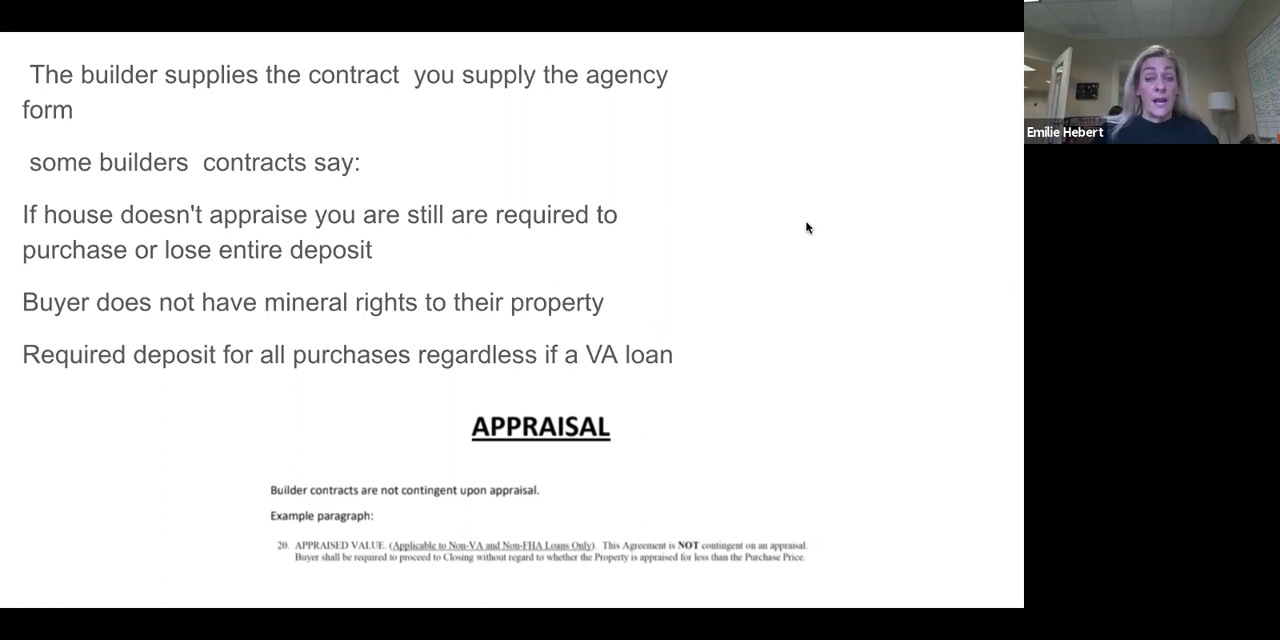 The builder supplies the contract you supply the agency
form
some builders contracts say:
If house doesn't appraise you are still are required to
purchase or lose entire deposit
Buyer does not have mineral rights to their property
Required deposit for all purchases regardless if a VA loan
APPRAISAL
Builder contracts are not contingent upon appraisal.
Example paragraph:
20. APPRAISED VALUE. (Applicable to Non-VA and Non-FHA Loans Only). This Agreement is NOT contingent on an appraisal.
Buyer shall be required to proceed to Closing without regard to whether the Property is appraised for less than the Purchase Price.
Emilie Hebert